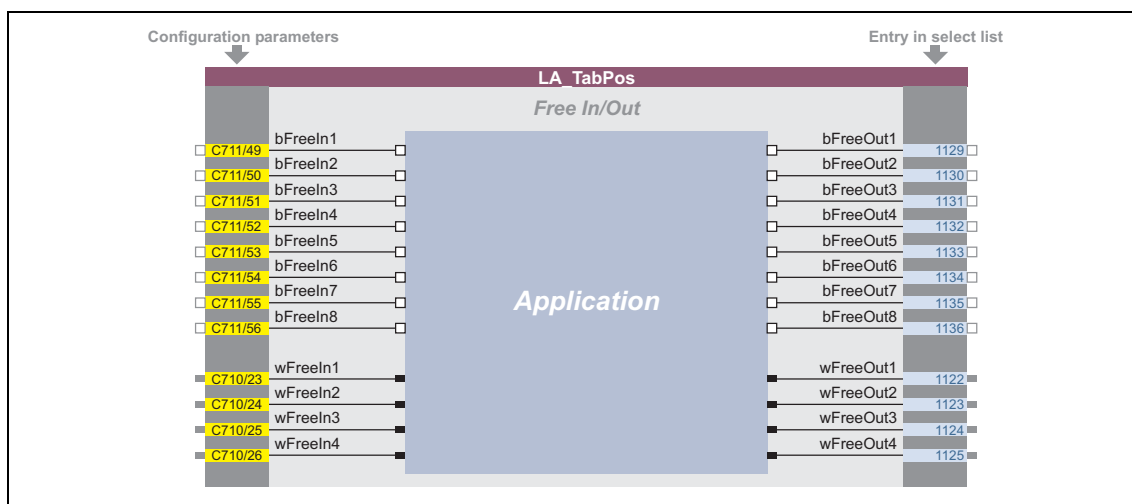 Configuration parameters Entry in select list
LA_TabPos
Free In/Out
bFreeIn1 bFreeOut1
C711/49 1129
bFreeIn2 bFreeOut2
C711/50 1130
bFreeIn3 bFreeOut3
C711/51 1131
bFreeIn4 bFreeOut4
C711/52 1132
bFreeIn5 bFreeOut5
C711/53 1133
bFreeIn6 bFreeOut6
C711/54 1134
bFreeIn7 bFreeOut7
C711/55 Application 1135
bFreeIn8 bFreeOut8
C711/56 1136
wFreeIn1 wFreeOut1
C710/23 1122
wFreeIn2 wFreeOut2
C710/24 1123
wFreeIn3 wFreeOut3
C710/25 1124
wFreeIn4 wFreeOut4
C710/26 1125